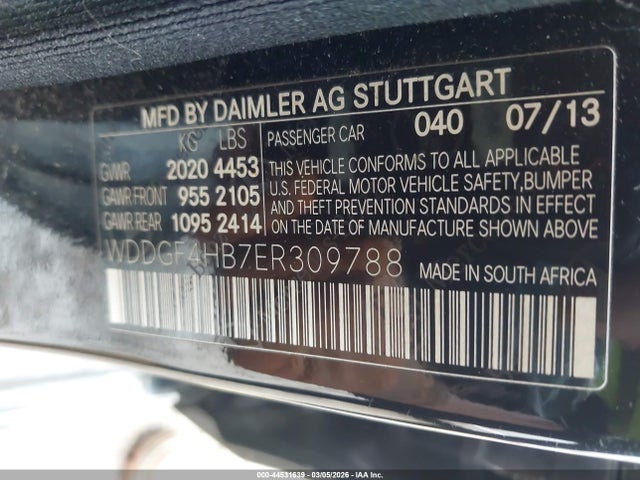 MFD BY DAIMLER AG STUTTGART
KG LBS
GVWR 2020 4453
GAWR FRONT 955 2105
GAWR REAR 1095 2414
PASSENGER CAR 040 07/13
THIS VEHICLE CONFORMS TO ALL APPLICABLE
U.S. FEDERAL MOTOR VEHICLE SAFETY,BUMPER
AND THEFT PREVENTION STANDARDS IN EFFECT
ON THE DATE OF MANUFACTURE SHOWN ABOVE
WDDGF4HB7ER309788 MADE IN SOUTH AFRICA
000-44531639 - 03/05/2026 - IAA Inc.